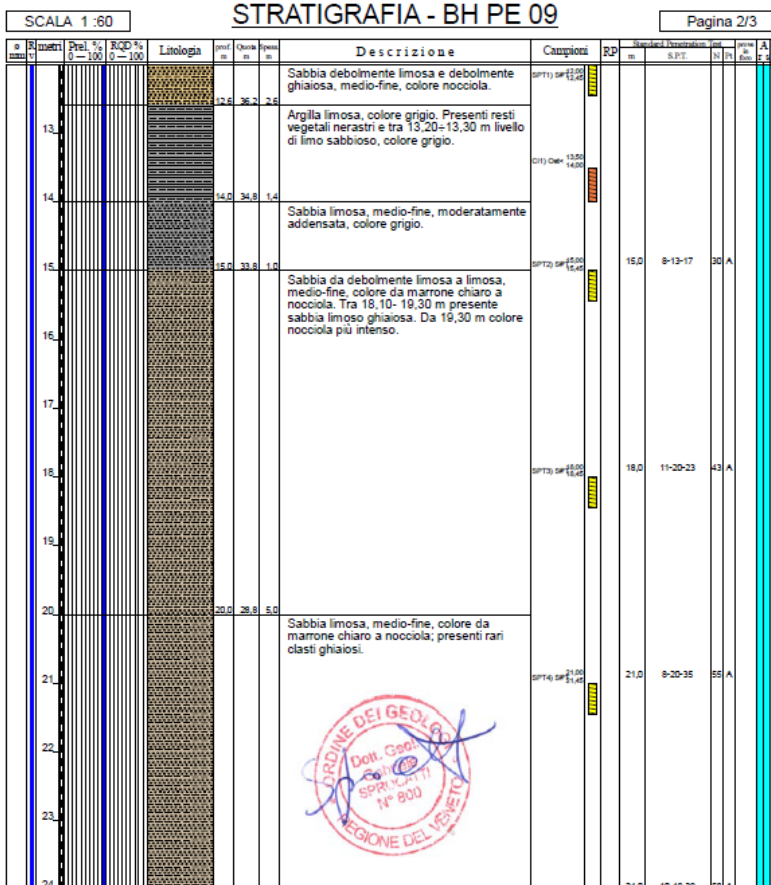 SCALA 1 :60
STRATIGRAFIA - BH PE 09
Pagina 2/3
metri
Prel. %
0 — 100
RQD %
0 — 100
Litologia
prof.
m
Quota
m
Spess.
m
Descrizione
Campioni
RP
Standard Penetration Test
m
S.P.T.
N
Pt
Sabbia debolmente limosa e debolmente
ghiaiosa, medio-fine, colore nocciola.
SPT1) 12,00
12,45
12,6 36,2 2,6
Argilla limosa, colore grigio. Presenti resti
vegetali nerastri e tra 13,20÷13,30 m livello
di limo sabbioso, colore grigio.
13
CI1) 13,50
14,00
14
14,0 34,8 1,4
Sabbia limosa, medio-fine, moderatamente
addensata, colore grigio.
SPT2) 15,00
15,45
15,0 8-13-17 30 A
15
15,0 33,8 1,0
Sabbia da debolmente limosa a limosa,
medio-fine, colore da marrone chiaro a
nocciola. Tra 18,10- 19,30 m presente
sabbia limoso ghiaiosa. Da 19,30 m colore
nocciola più intenso.
16
17
18
SPT3) 18,00
18,45
18,0 11-20-23 43 A
19
20
20,0 28,8 5,0
Sabbia limosa, medio-fine, colore da
marrone chiaro a nocciola; presenti rari
clasti ghiaiosi.
21
SPT4) 21,00
21,45
21,0 8-20-35 55 A
22
23
24
ORDINE DEI GEOLOGI
Dott. Geol.
SPROCATTI
N° 800
REGIONE DEL VENETO